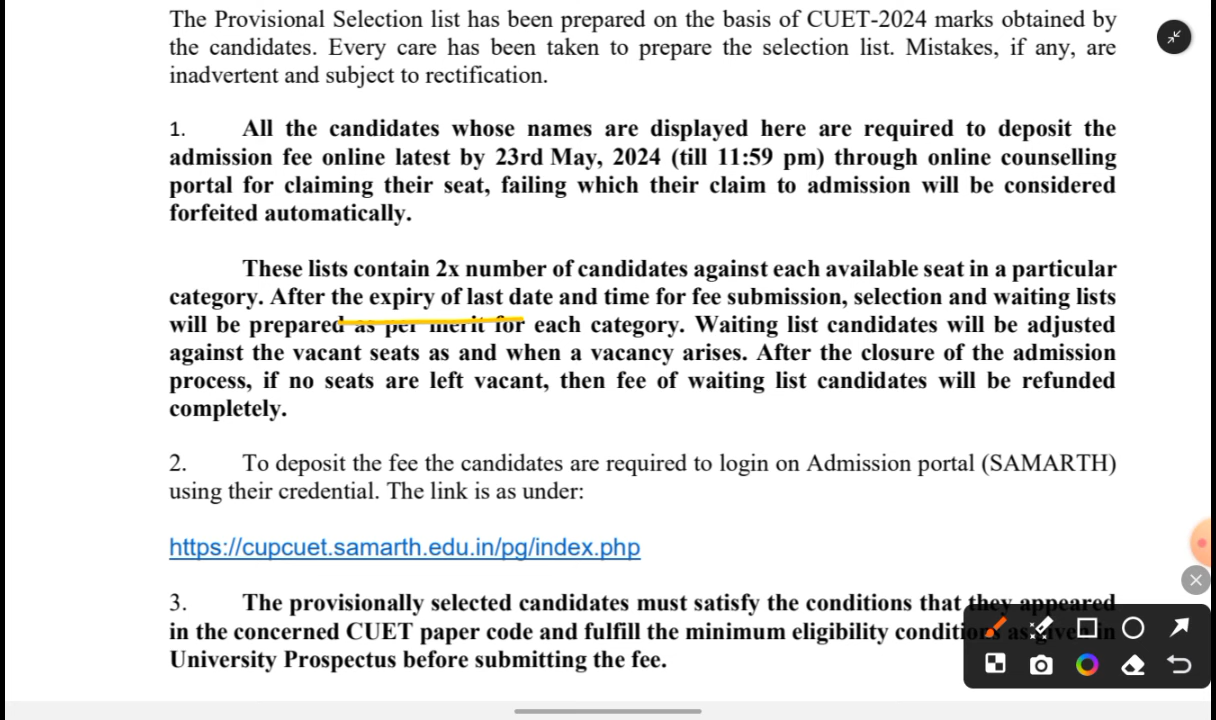 The Provisional Selection list has been prepared on the basis of CUET-2024 marks obtained by
the candidates. Every care has been taken to prepare the selection list. Mistakes, if any, are
inadvertent and subject to rectification.
1. All the candidates whose names are displayed here are required to deposit the
admission fee online latest by 23rd May, 2024 (till 11:59 pm) through online counselling
portal for claiming their seat, failing which their claim to admission will be considered
forfeited automatically.
These lists contain 2x number of candidates against each available seat in a particular
category. After the expiry of last date and time for fee submission, selection and waiting lists
will be prepared as per merit for each category. Waiting list candidates will be adjusted
against the vacant seats as and when a vacancy arises. After the closure of the admission
process, if no seats are left vacant, then fee of waiting list candidates will be refunded
completely.
2. To deposit the fee the candidates are required to login on Admission portal (SAMARTH)
using their credential. The link is as under:
https://cupcuet.samarth.edu.in/pg/index.php
3. The provisionally selected candidates must satisfy the conditions that they appeared
in the concerned CUET paper code and fulfill the minimum eligibility conditions as given in
University Prospectus before submitting the fee.